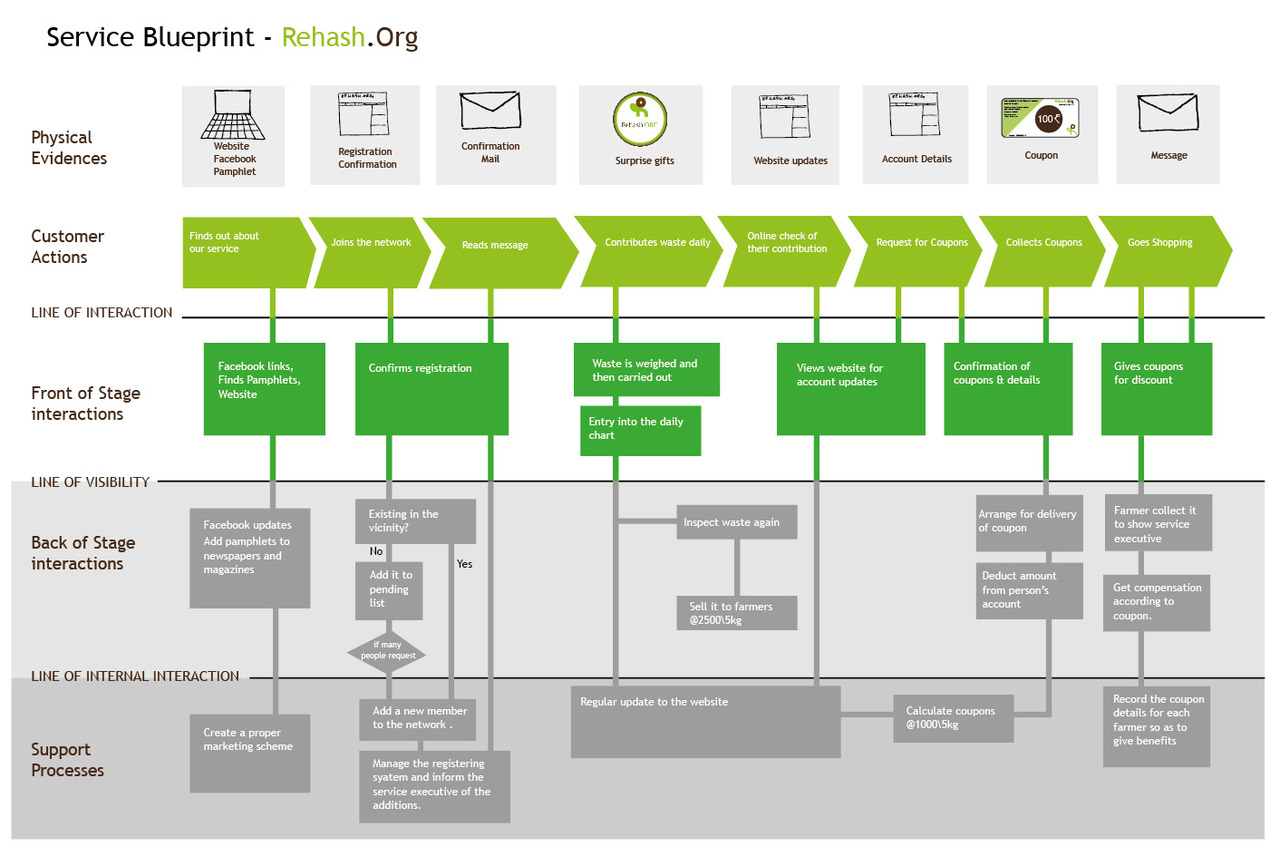 Service Blueprint - Rehash.Org
Physical
Evidences
Website
Facebook
Pamphlet
REHASH.ORG
Registration
Confirmation
Confirmation
Mail
Rehash.ORG
Surprise gifts
REHASH.ORG
Website updates
REHASH.ORG
Account Details
100₹
Coupon
Message
Customer
Actions
Finds out about
our service
Joins the network
Reads message
Contributes waste daily
Online check of
their contribution
Request for Coupons
Collects Coupons
Goes Shopping
LINE OF INTERACTION
Front of Stage
interactions
Facebook links,
Finds Pamphlets,
Website
Confirms registration
Waste is weighed and
then carried out
Entry into the daily
chart
Views website for
account updates
Confirmation of
coupons & details
Gives coupons
for discount
LINE OF VISIBILITY
Back of Stage
interactions
Facebook updates
Add pamphlets to
newspapers and
magazines
Existing in the
vicinity?
No
Yes
Add it to
pending
list
if many
people request
Inspect waste again
Sell it to farmers
@2500\5kg
Arrange for delivery
of coupon
Deduct amount
from person's
account
Farmer collect it
to show service
executive
Get compensation
according to
coupon.
LINE OF INTERNAL INTERACTION
Support
Processes
Create a proper
marketing scheme
Add a new member
to the network .
Manage the registering
syatem and inform the
service executive of the
additions.
Regular update to the website
Calculate coupons
@1000\5kg
Record the coupon
details for each
farmer so as to
give benefits